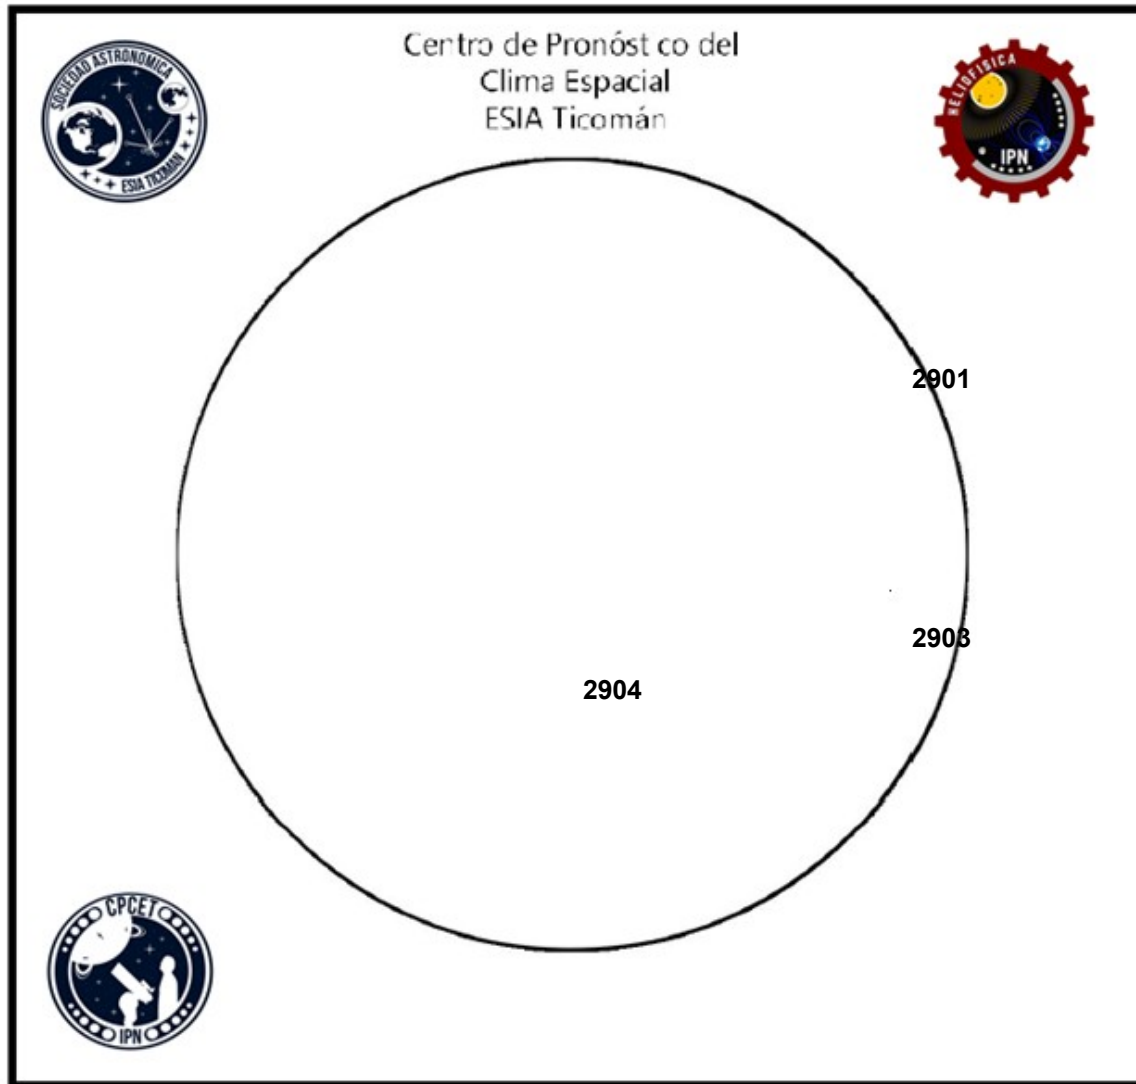 Centro de Pronóst co del
Clima Espacial
ESIA Ticomán
SOCIEDAD ASTRONOMICA
ESIA TICOMAN
HELIOFISICA
IPN
2901
2903
2904
CPCET
IPN